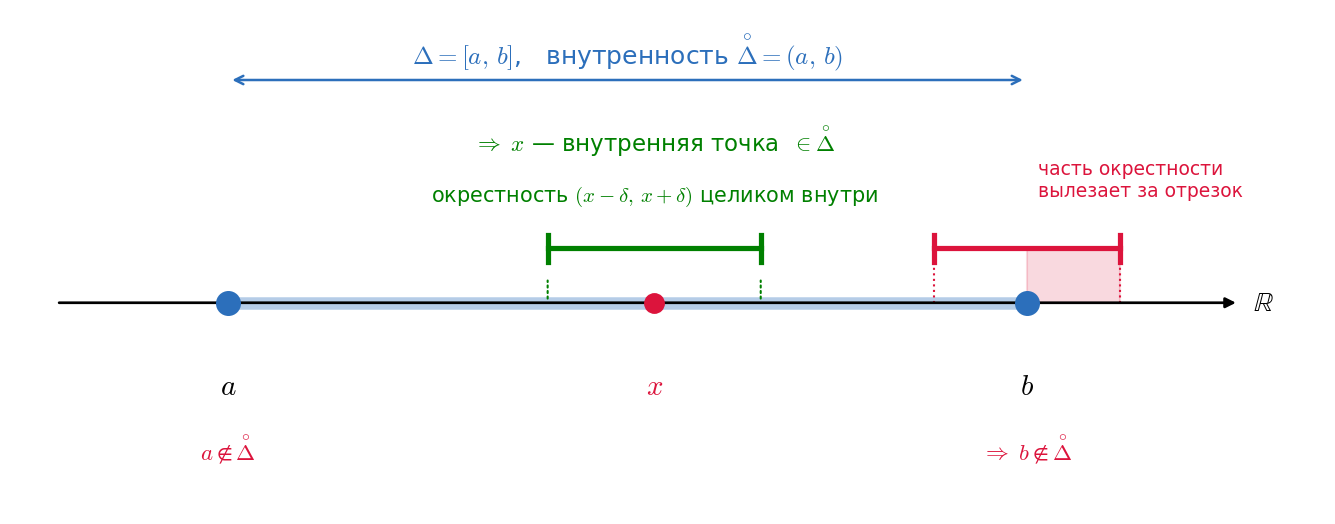 Δ = [a, b],   внутренность Δ̊ = (a, b)
⇒ x — внутренняя точка ∈ Δ̊
часть окрестности
вылезает за отрезок
окрестность (x − δ, x + δ) целиком внутри
ℝ
a
x
b
a ∉ Δ̊
⇒ b ∉ Δ̊